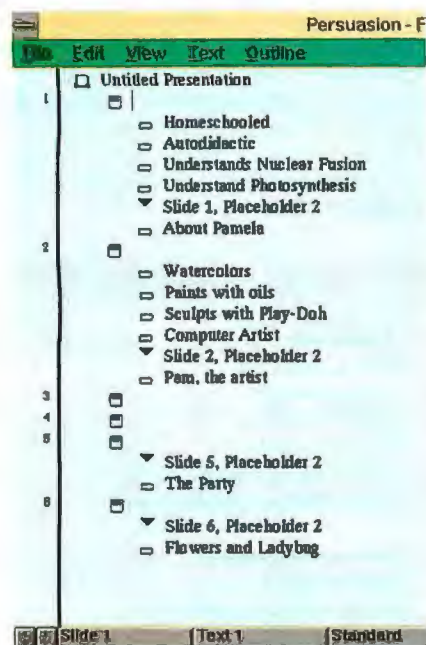 Persuasion - F
File Edit View Text Outline
Untitled Presentation
1
Homeschooled
Autodidactic
Understands Nuclear Fusion
Understand Photosynthesis
Slide 1, Placeholder 2
About Pamela
2
Watercolors
Paints with oils
Sculpts with Play-Doh
Computer Artist
Slide 2, Placeholder 2
Pam, the artist
3
4
5
Slide 5, Placeholder 2
The Party
6
Slide 6, Placeholder 2
Flowers and Ladybug
Slide 1 Text 1 Standard